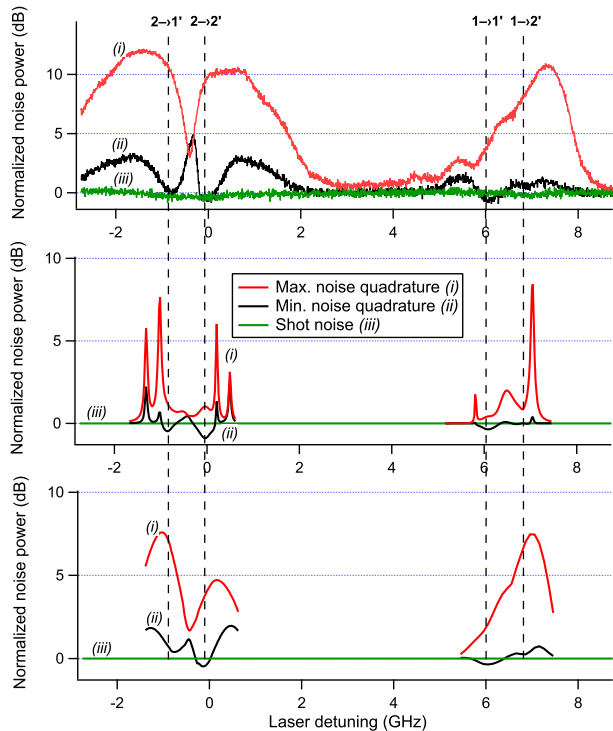 2–>1' 2–>2' 1–>1' 1–>2'
Normalized noise power (dB)
10
5
0
(i)
(ii)
(iii)
-2 0 2 4 6 8
Normalized noise power (dB)
10
5
0
Max. noise quadrature (i)
Min. noise quadrature (ii)
Shot noise (iii)
(i)
(iii)
(ii)
-2 0 2 4 6 8
Normalized noise power (dB)
10
5
0
(i)
(ii)
(iii)
-2 0 2 4 6 8
Laser detuning (GHz)